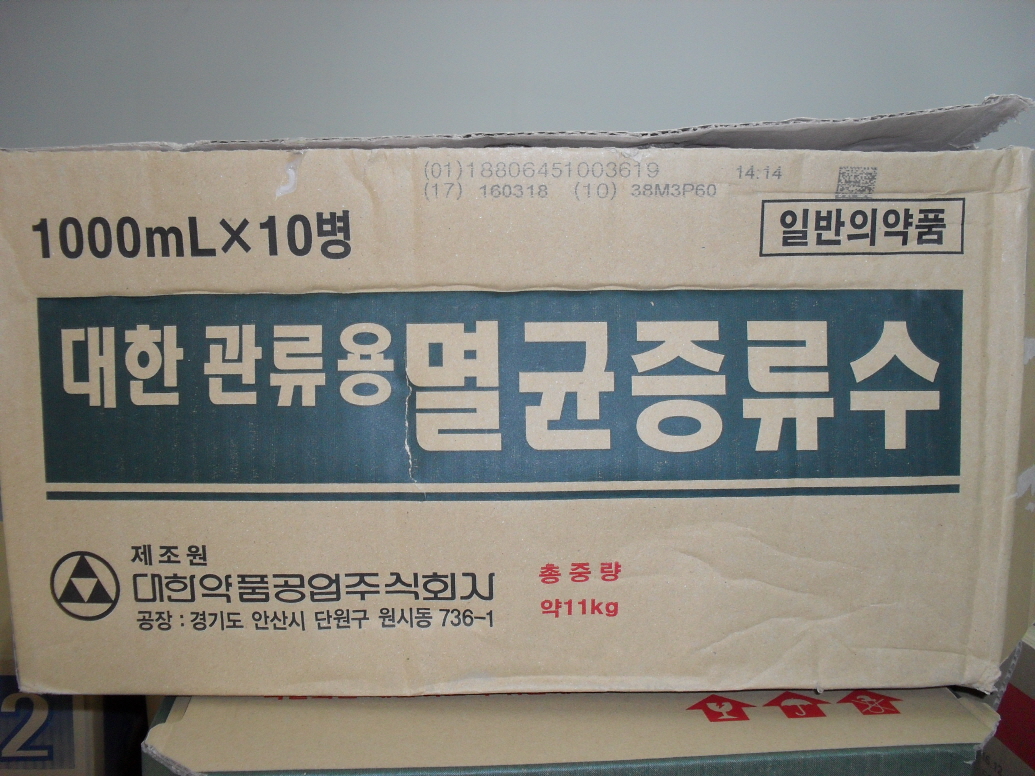 (01)18806451003619
14:14
(17) 160318 (10) 38M3P60
1000mL×10병
일반의약품
대한 관류용 멸균증류수
제조원
대한약품공업주식회사
공장 : 경기도 안산시 단원구 원시동 736-1
총중량
약11kg
2